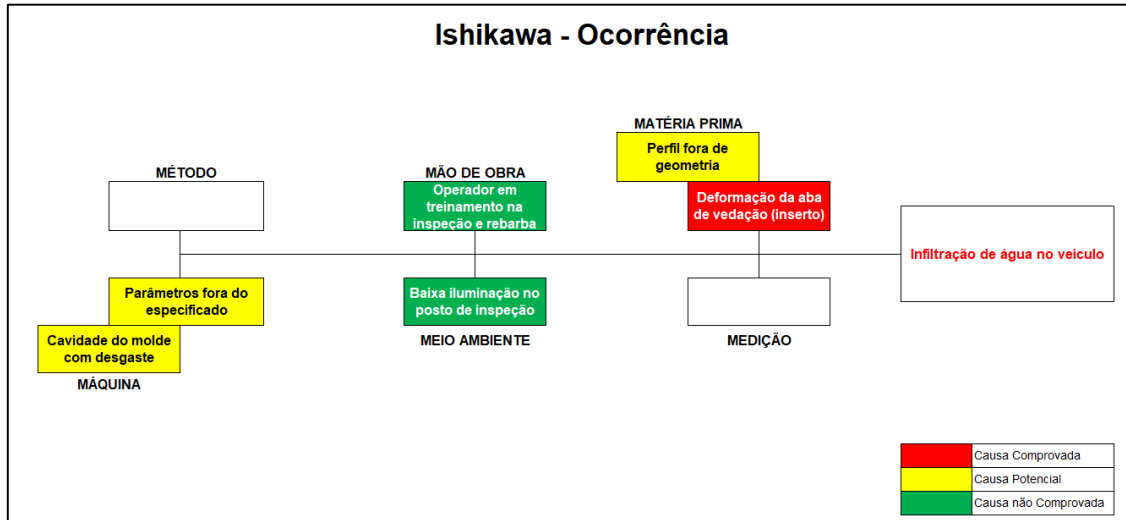 Ishikawa - Ocorrência
MATÉRIA PRIMA
Perfil fora de
geometria
MÉTODO
MÃO DE OBRA
Operador em
treinamento na
inspeção e rebarba
Deformação da aba
de vedação (inserto)
Infiltração de água no veiculo
Parâmetros fora do
especificado
Baixa iluminação no
posto de inspeção
Cavidade do molde
com desgaste
MEIO AMBIENTE
MEDIÇÃO
MÁQUINA
Causa Comprovada
Causa Potencial
Causa não Comprovada